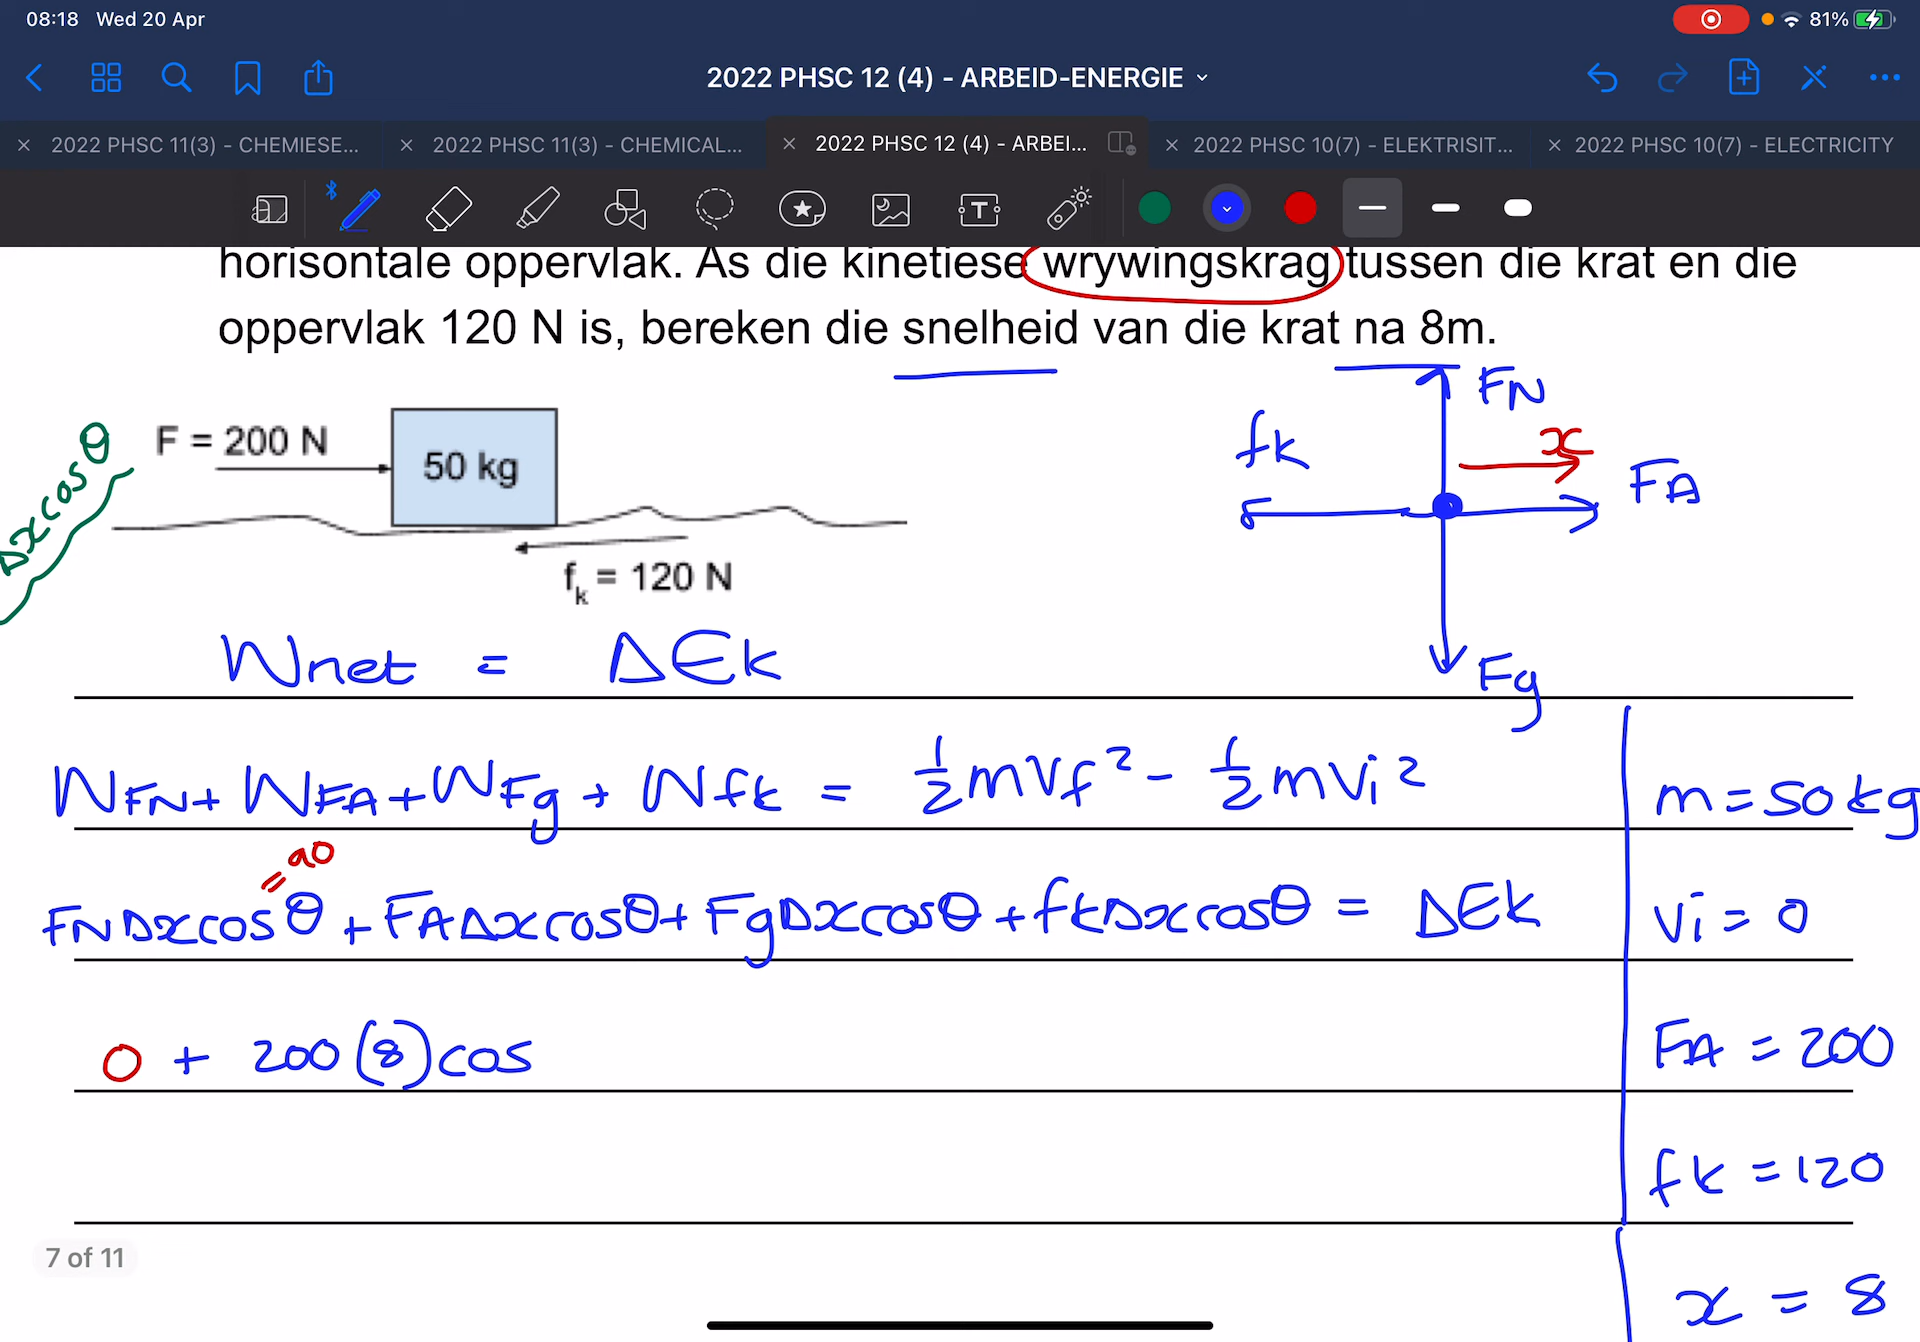 08:18 Wed 20 Apr
81%
2022 PHSC 12 (4) - ARBEID-ENERGIE
2022 PHSC 11(3) - CHEMIESE...
2022 PHSC 11(3) - CHEMICAL...
2022 PHSC 12 (4) - ARBEI...
2022 PHSC 10(7) - ELEKTRISIT...
2022 PHSC 10(7) - ELECTRICITY
horisontale oppervlak. As die kinetiese wrywingskrag tussen die krat en die
oppervlak 120 N is, bereken die snelheid van die krat na 8m.
Δx cos θ
F = 200 N
50 kg
fk = 120 N
FN
fk
x
FA
Fg
Wnet = ΔEk
WFN + WFA + WFg + Wfk = ½mVf² - ½mVi²
m = 50kg
= 90
FNΔxcosθ + FAΔxcosθ + FgΔxcosθ + fkΔxcosθ = ΔEk
Vi = 0
0 + 200(8)cos
FA = 200
fk = 120
7 of 11
x = 8